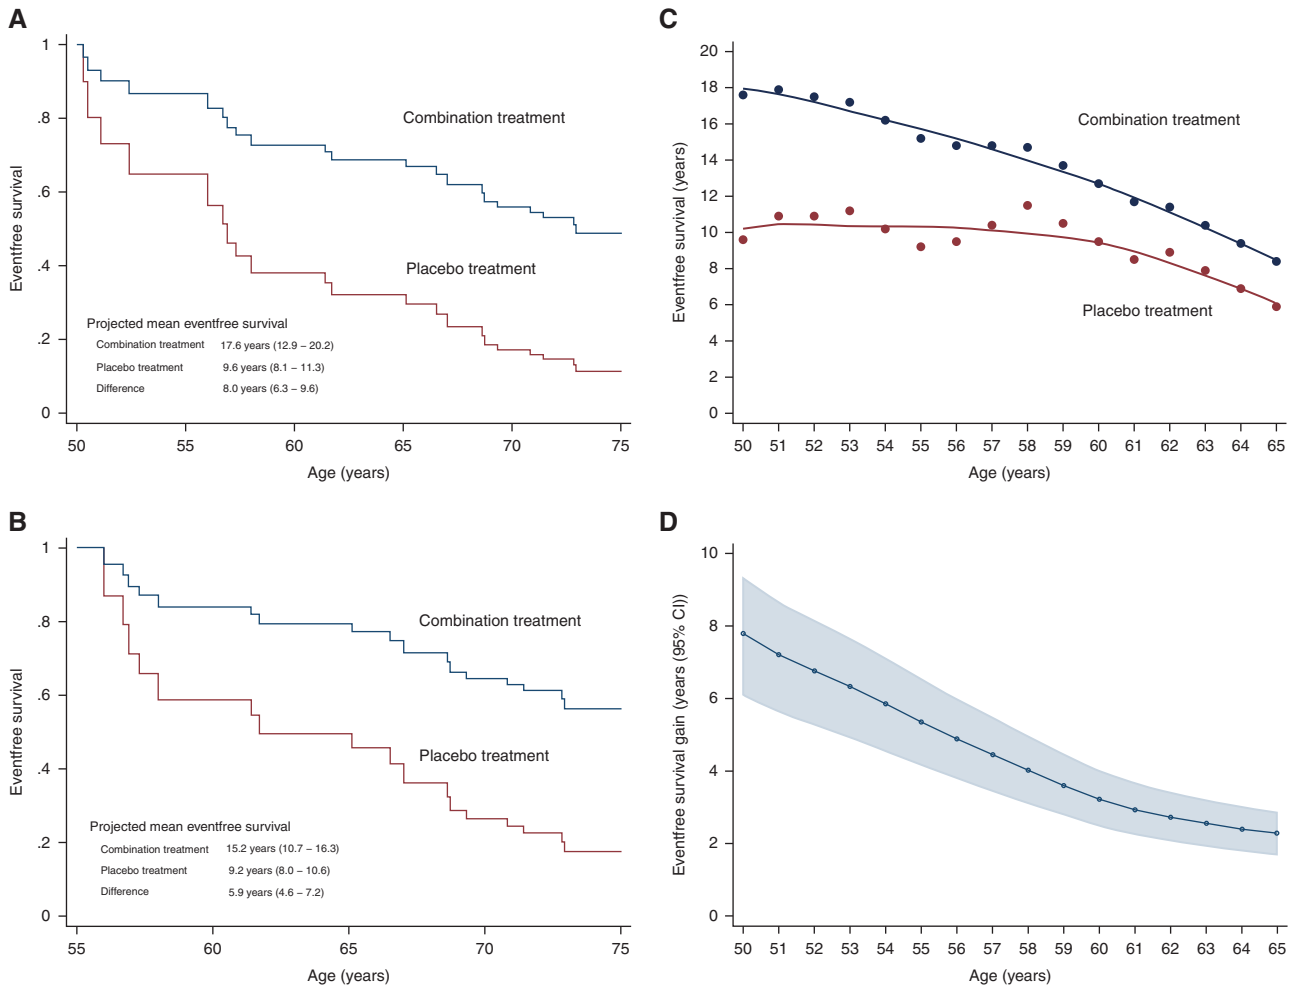 A
1
.8
.6
.4
.2
0
Eventfree survival
Combination treatment
Placebo treatment
Projected mean eventfree survival
Combination treatment 17.6 years (12.9 – 20.2)
Placebo treatment 9.6 years (8.1 – 11.3)
Difference 8.0 years (6.3 – 9.6)
50 55 60 65 70 75
Age (years)
B
1
.8
.6
.4
.2
0
Eventfree survival
Combination treatment
Placebo treatment
Projected mean eventfree survival
Combination treatment 15.2 years (10.7 – 16.3)
Placebo treatment 9.2 years (8.0 – 10.6)
Difference 5.9 years (4.6 – 7.2)
55 60 65 70 75
Age (years)
C
20
18
16
14
12
10
8
6
4
2
0
Eventfree survival (years)
Combination treatment
Placebo treatment
50 51 52 53 54 55 56 57 58 59 60 61 62 63 64 65
Age (years)
D
10
8
6
4
2
0
Eventfree survival gain (years (95% CI))
50 51 52 53 54 55 56 57 58 59 60 61 62 63 64 65
Age (years)